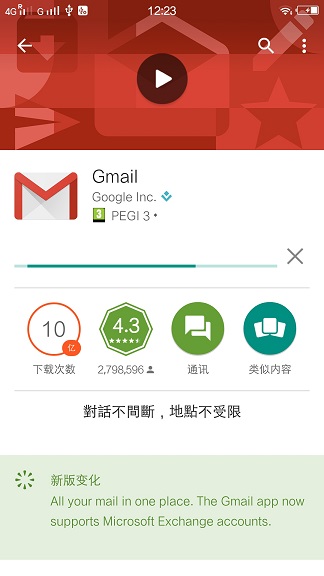 4G R G 12:23
Gmail
Google Inc.
3 PEGI 3 •
10 亿
4.3
下载次数
2,798,596
通讯
类似内容
對話不間斷，地點不受限
新版变化
All your mail in one place. The Gmail app now
supports Microsoft Exchange accounts.